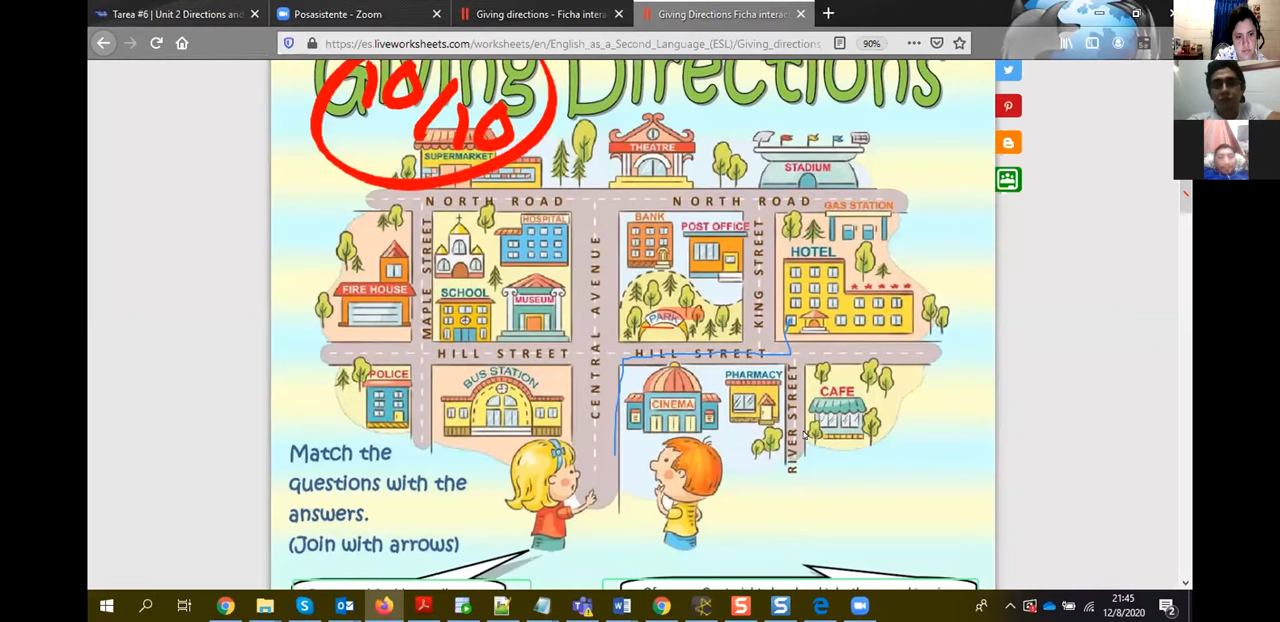 Tarea #6 | Unit 2 Directions and
Posasistente - Zoom
Giving directions - Ficha intera
Giving Directions Ficha interac
https://es.liveworksheets.com/worksheets/en/English_as_a_Second_Language_(ESL)/Giving_directions_
90%
Giving Directions
10/10
SUPERMARKET
THEATRE
STADIUM
NORTH ROAD
NORTH ROAD
GAS STATION
MAPLE STREET
HOSPITAL
CENTRAL AVENUE
BANK
POST OFFICE
KING STREET
HOTEL
FIRE HOUSE
SCHOOL
MUSEUM
PARK
HILL STREET
HILL STREET
POLICE
BUS STATION
CINEMA
PHARMACY
RIVER STREET
CAFE
Match the
questions with the
answers.
(Join with arrows)
21:45
12/8/2020
2